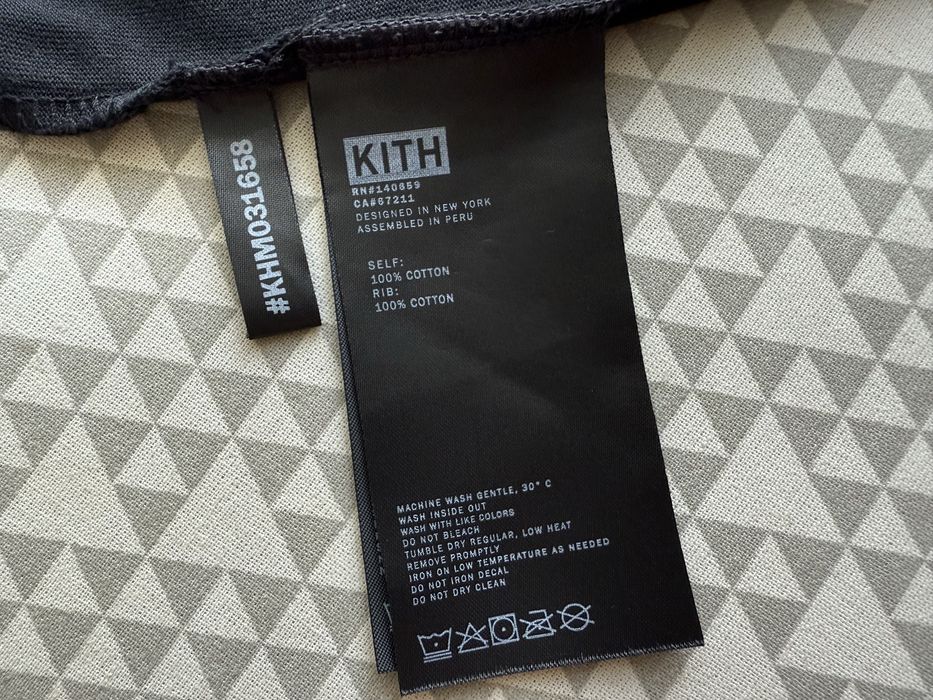 #KHM031658
KITH
RN#140659
CA#67211
DESIGNED IN NEW YORK
ASSEMBLED IN PERU
SELF:
100% COTTON
RIB:
100% COTTON
MACHINE WASH GENTLE, 30° C
WASH INSIDE OUT
WASH WITH LIKE COLORS
DO NOT BLEACH
TUMBLE DRY REGULAR, LOW HEAT
REMOVE PROMPTLY
IRON ON LOW TEMPERATURE AS NEEDED
DO NOT IRON DECAL
DO NOT DRY CLEAN